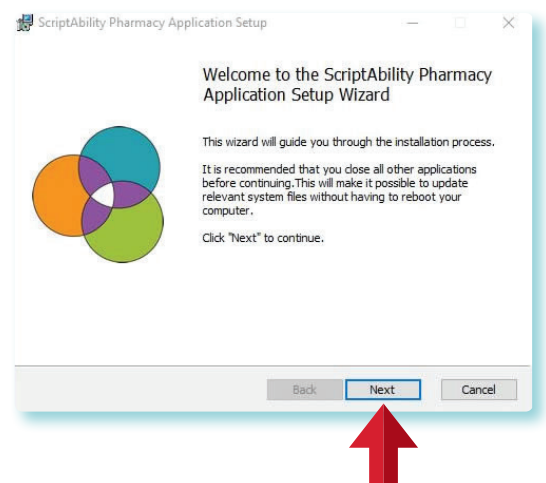 ScriptAbility Pharmacy Application Setup
Welcome to the ScriptAbility Pharmacy
Application Setup Wizard
This wizard will guide you through the installation process.
It is recommended that you close all other applications
before continuing.This will make it possible to update
relevant system files without having to reboot your
computer.
Click "Next" to continue.
Back Next Cancel